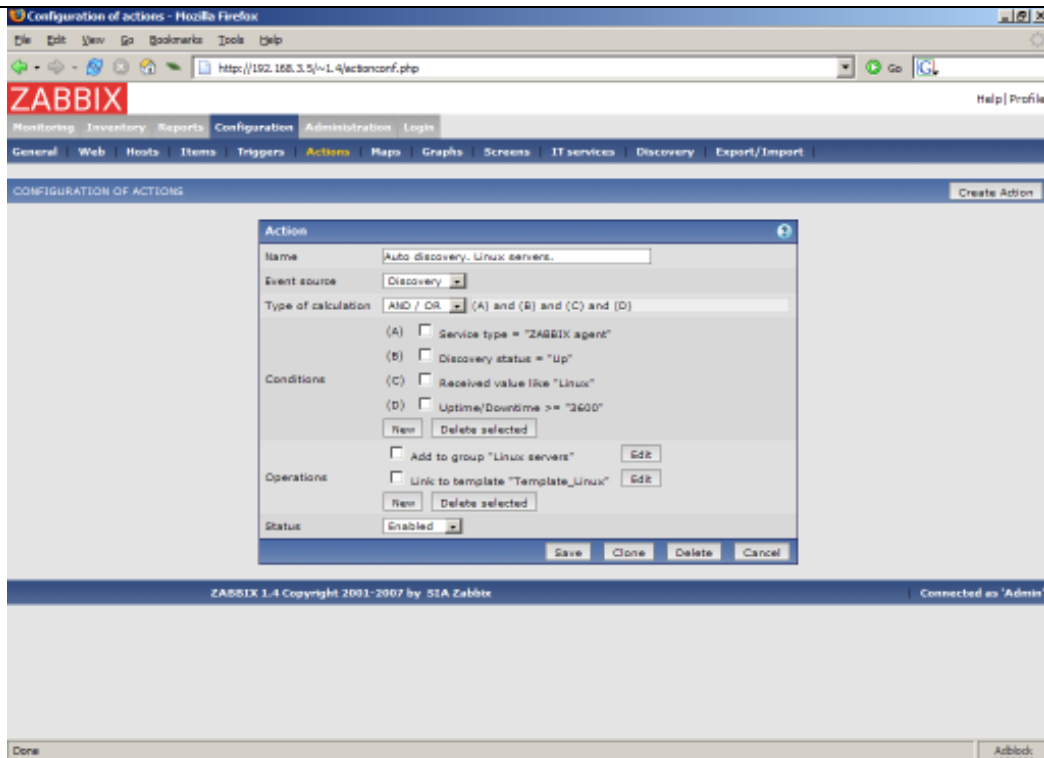 Configuration of actions - Mozilla Firefox
File Edit View Go Bookmarks Tools Help
http://192.168.3.5/~1.4/actionconf.php Go
ZABBIX Help | Profile
Monitoring Inventory Reports Configuration Administration Login
General Web Hosts Items Triggers Actions Maps Graphs Screens IT services Discovery Export/Import
CONFIGURATION OF ACTIONS Create Action
Action
Name Auto discovery. Linux servers.
Event source Discovery
Type of calculation AND / OR (A) and (B) and (C) and (D)
Conditions
(A) Service type = "ZABBIX agent"
(B) Discovery status = "Up"
(C) Received value like "Linux"
(D) Uptime/Downtime >= "3600"
New Delete selected
Operations
Add to group "Linux servers" Edit
Link to template "Template_Linux" Edit
New Delete selected
Status Enabled
Save Clone Delete Cancel
ZABBIX 1.4 Copyright 2001-2007 by SIA Zabbix Connected as 'Admin'
Done Adblock